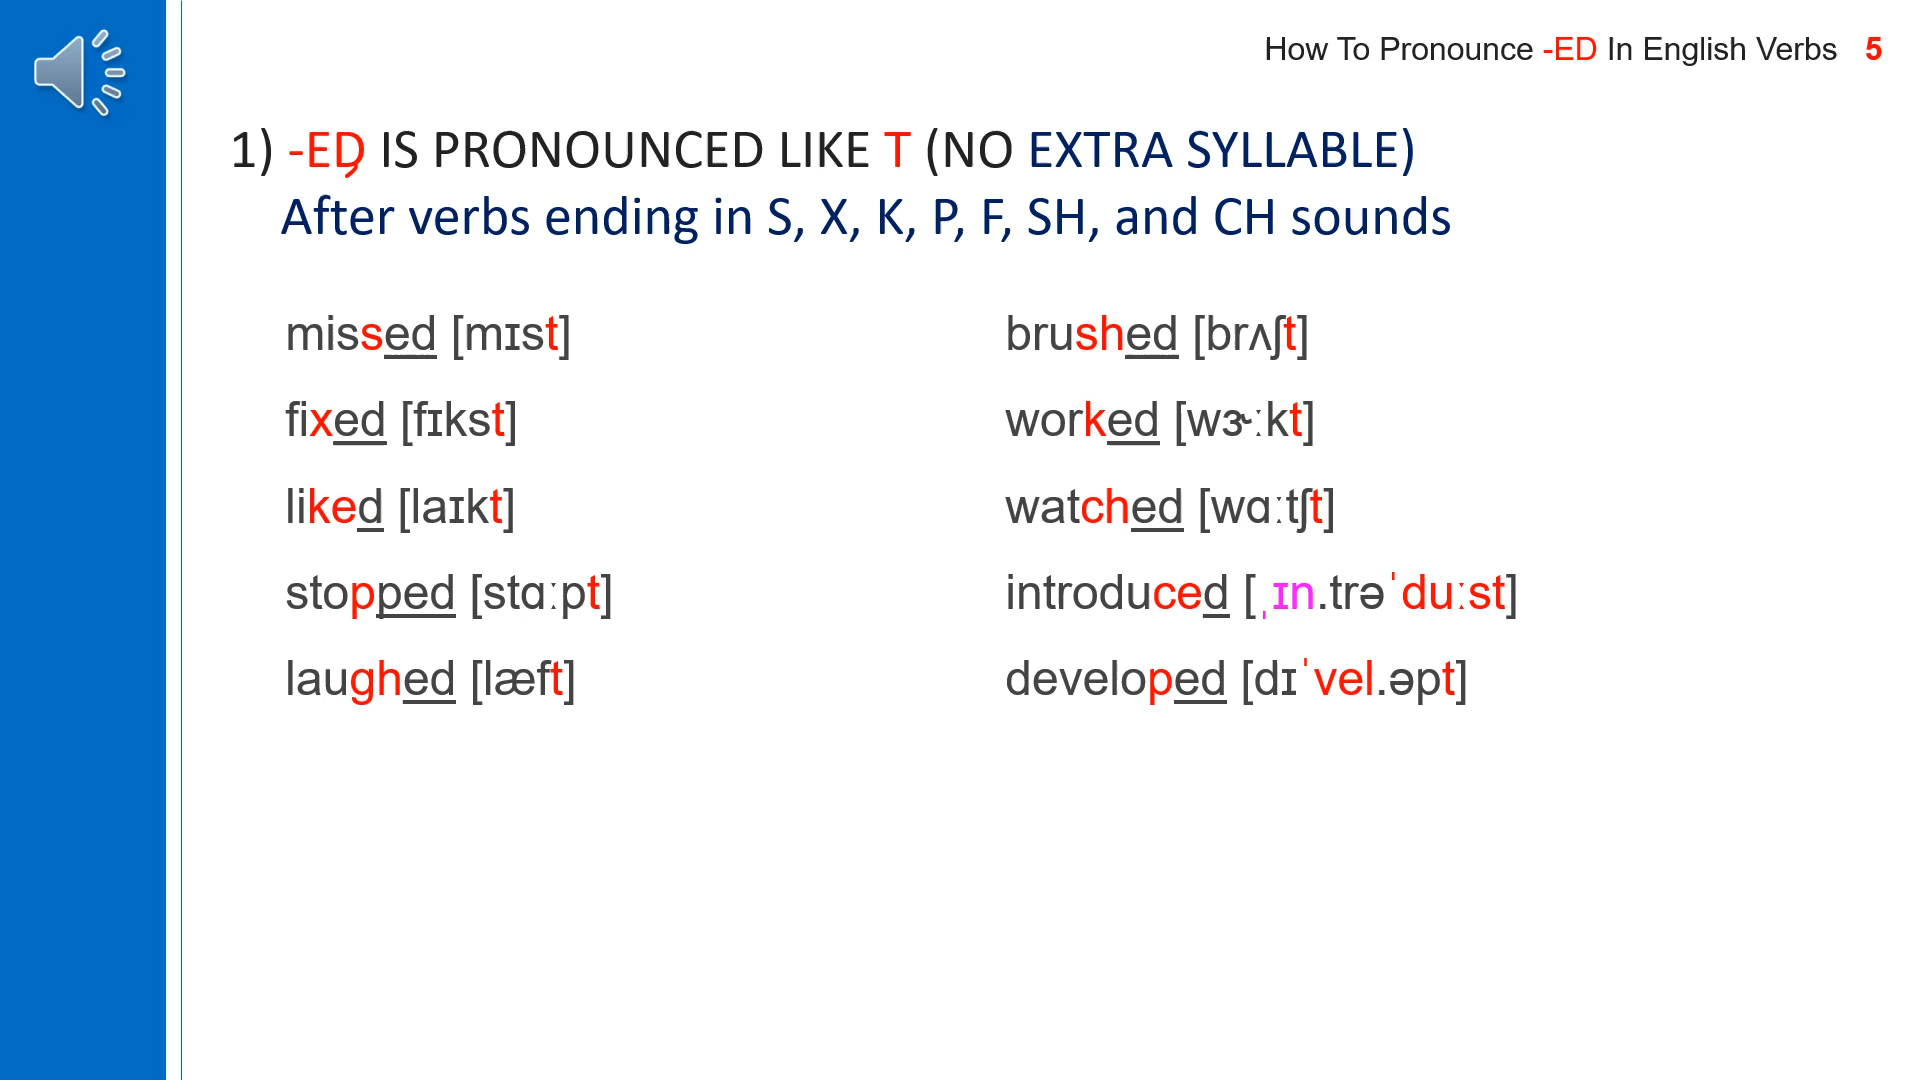 How To Pronounce -ED In English Verbs 5
1) -ED IS PRONOUNCED LIKE T (NO EXTRA SYLLABLE)
After verbs ending in S, X, K, P, F, SH, and CH sounds
missed [mɪst]
fixed [fɪkst]
liked [laɪkt]
stopped [stɑːpt]
laughed [læft]
brushed [brʌʃt]
worked [wɝːkt]
watched [wɑːtʃt]
introduced [ˌɪn.trəˈduːst]
developed [dɪˈvel.əpt]